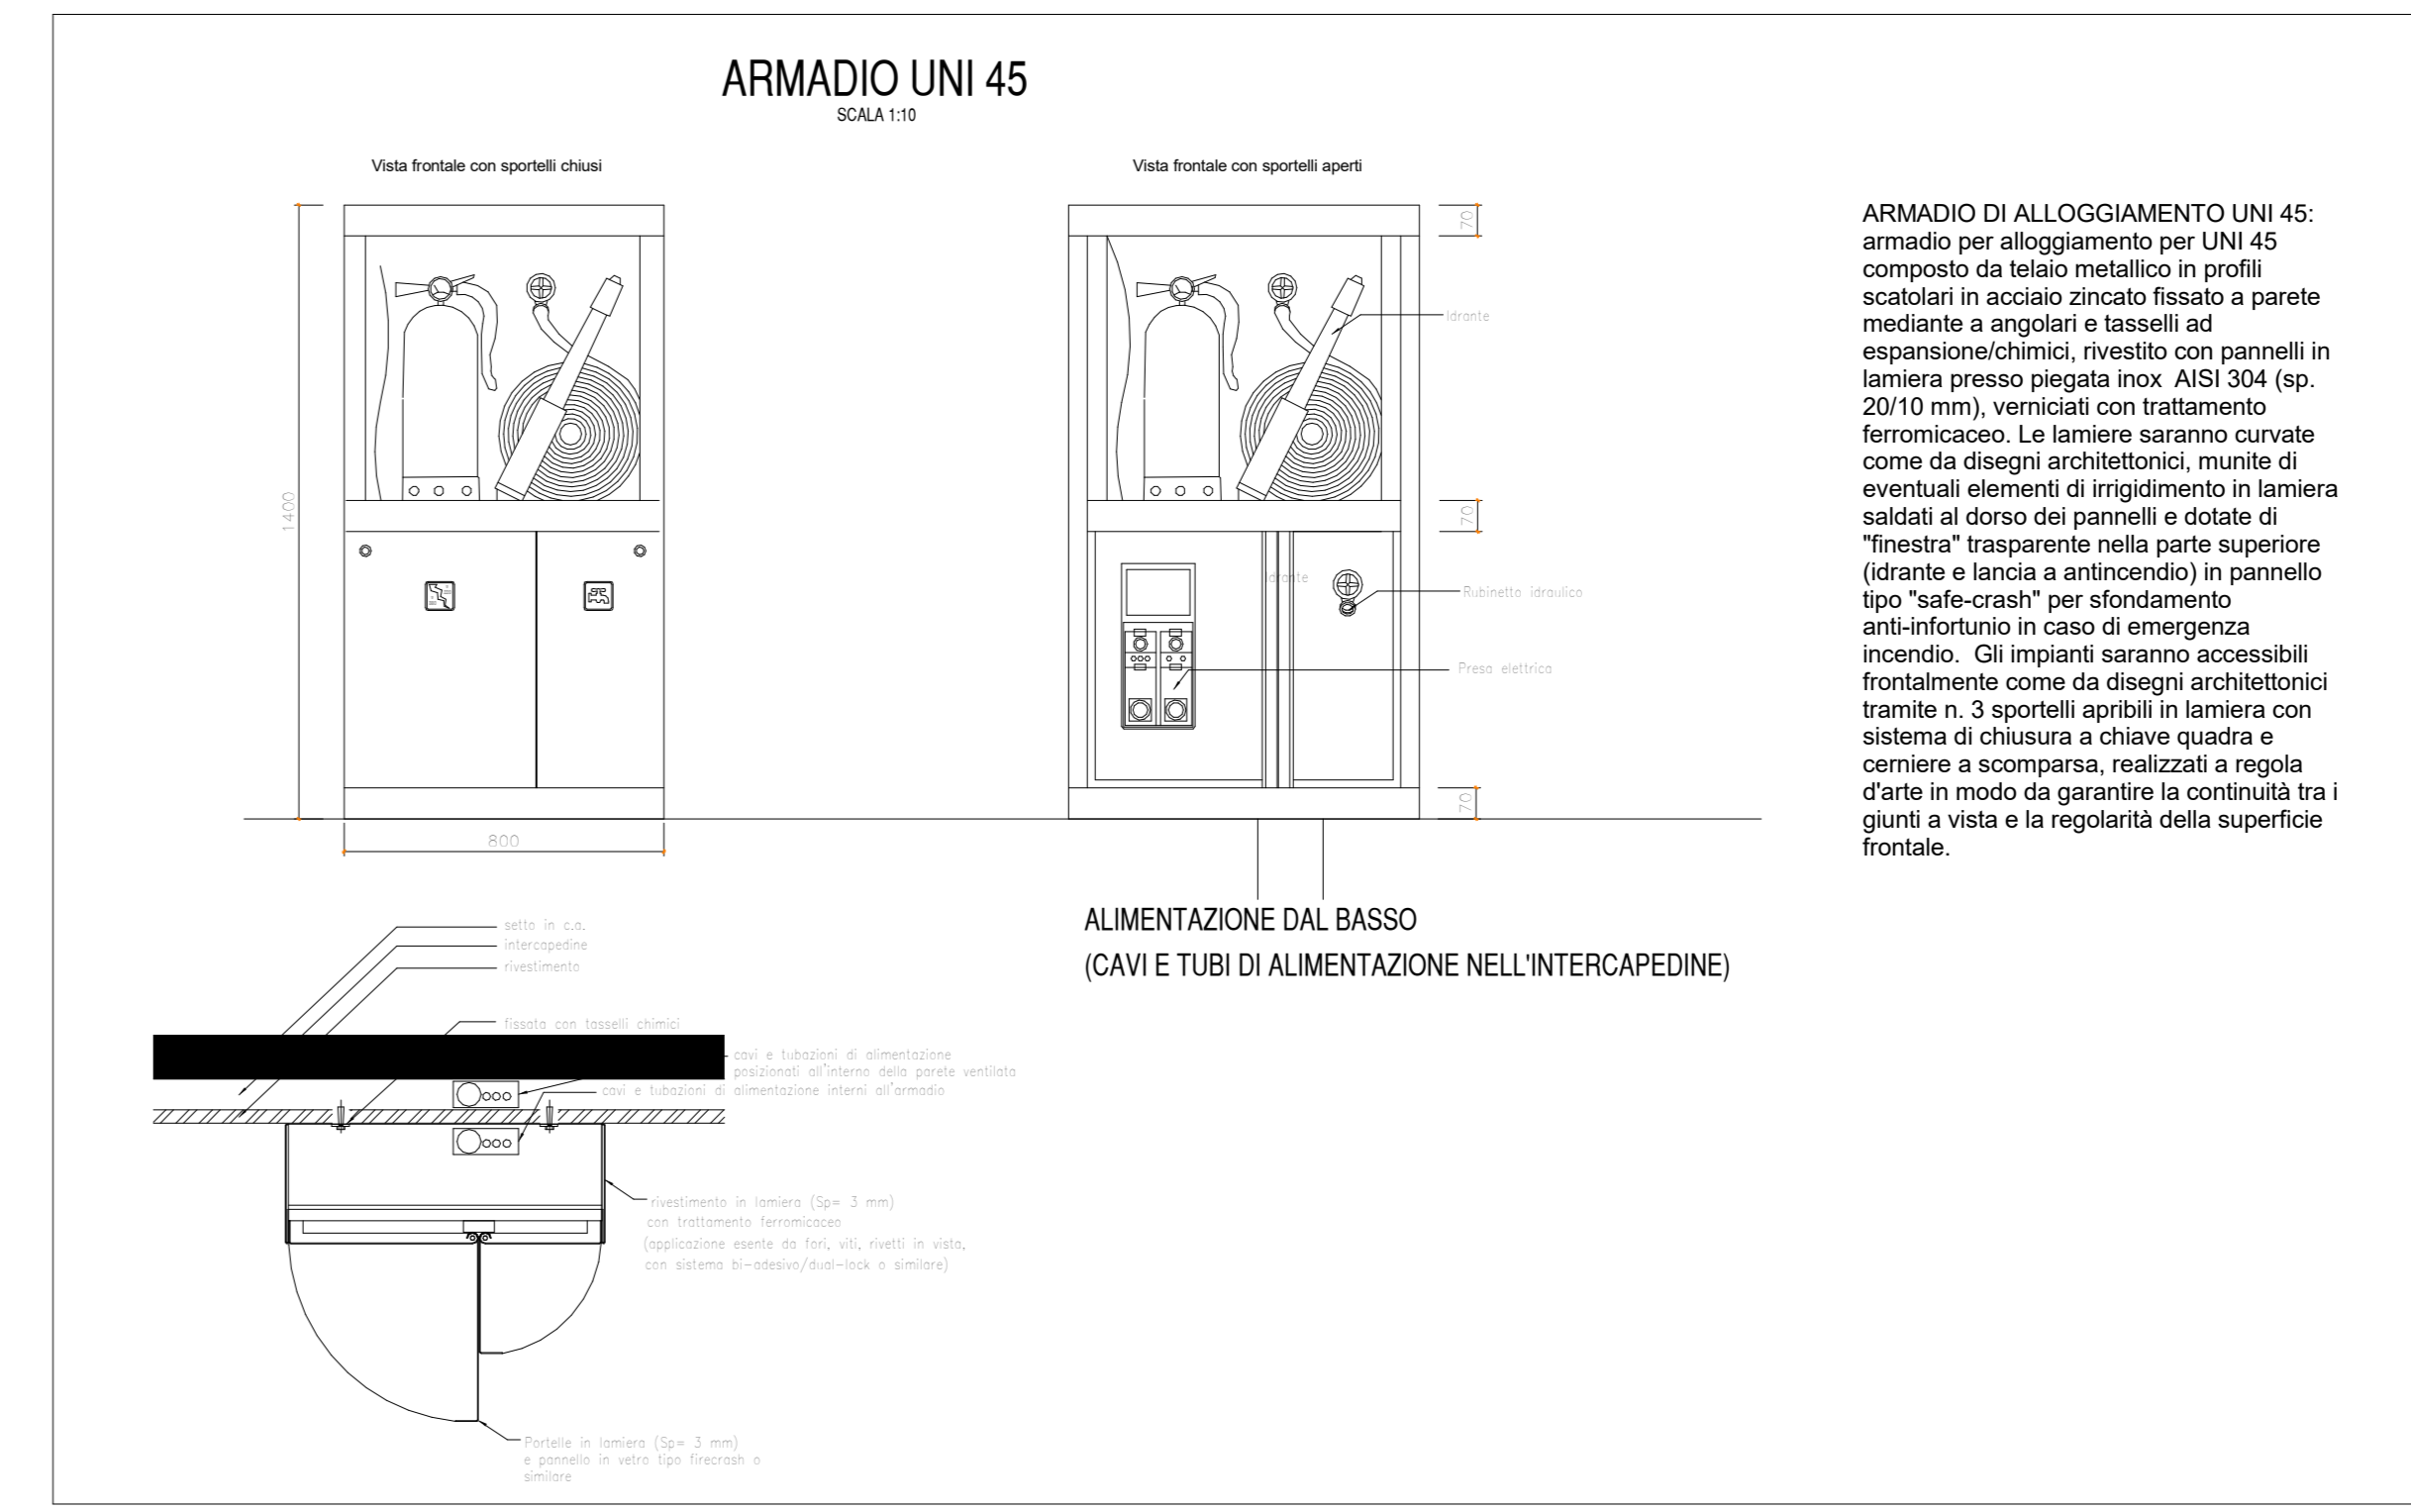 ARMADIO UNI 45
SCALA 1:10
Vista frontale con sportelli chiusi
Vista frontale con sportelli aperti
1400
800
70
70
70
Idrante
Idrante
Rubinetto idraulico
Presa elettrica
ALIMENTAZIONE DAL BASSO
(CAVI E TUBI DI ALIMENTAZIONE NELL'INTERCAPEDINE)
ARMADIO DI ALLOGGIAMENTO UNI 45:
armadio per alloggiamento per UNI 45
composto da telaio metallico in profili
scatolari in acciaio zincato fissato a parete
mediante a angolari e tasselli ad
espansione/chimici, rivestito con pannelli in
lamiera presso piegata inox  AISI 304 (sp.
20/10 mm), verniciati con trattamento
ferromicaceo. Le lamiere saranno curvate
come da disegni architettonici, munite di
eventuali elementi di irrigidimento in lamiera
saldati al dorso dei pannelli e dotate di
"finestra" trasparente nella parte superiore
(idrante e lancia a antincendio) in pannello
tipo "safe-crash" per sfondamento
anti-infortunio in caso di emergenza
incendio.  Gli impianti saranno accessibili
frontalmente come da disegni architettonici
tramite n. 3 sportelli apribili in lamiera con
sistema di chiusura a chiave quadra e
cerniere a scomparsa, realizzati a regola
d'arte in modo da garantire la continuità tra i
giunti a vista e la regolarità della superficie
frontale.
setto in c.a.
intercapedine
rivestimento
fissata con tasselli chimici
cavi e tubazioni di alimentazione
posizionati all'interno della parete ventilata
cavi e tubazioni di alimentazione interni all'armadio
rivestimento in lamiera (Sp= 3 mm)
con trattamento ferromicaceo
(applicazione esente da fori, viti, rivetti in vista,
con sistema bi-adesivo/dual-lock o similare)
Portelle in lamiera (Sp= 3 mm)
e pannello in vetro tipo firecrash o
similare